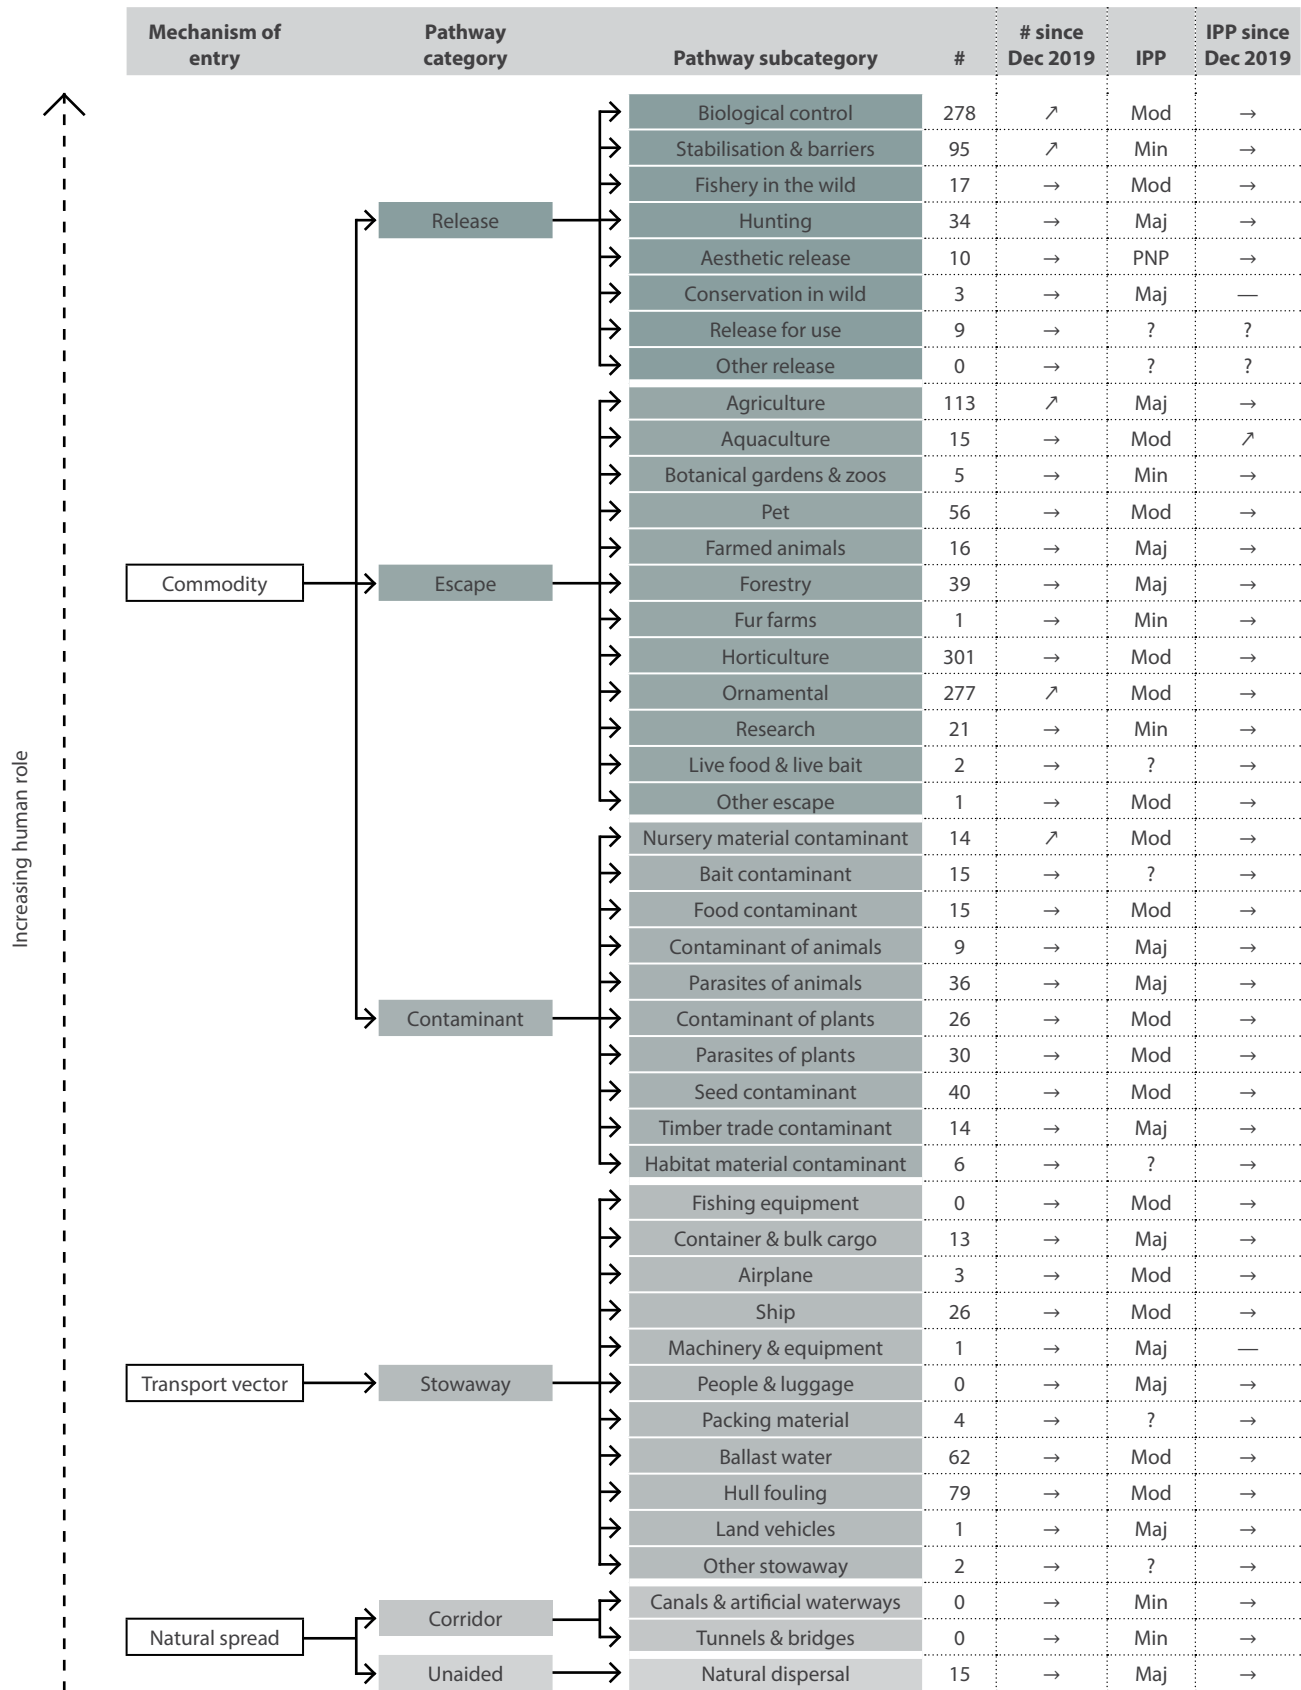 Mechanism of entry Pathway category Pathway subcategory # # since Dec 2019 IPP IPP since Dec 2019
Increasing human role
Commodity
Transport vector
Natural spread
Release
Escape
Contaminant
Stowaway
Corridor
Unaided
Biological control 278 ↗ Mod →
Stabilisation & barriers 95 ↗ Min →
Fishery in the wild 17 → Mod →
Hunting 34 → Maj →
Aesthetic release 10 → PNP →
Conservation in wild 3 → Maj —
Release for use 9 → ? ?
Other release 0 → ? ?
Agriculture 113 ↗ Maj →
Aquaculture 15 → Mod ↗
Botanical gardens & zoos 5 → Min →
Pet 56 → Mod →
Farmed animals 16 → Maj →
Forestry 39 → Maj →
Fur farms 1 → Min →
Horticulture 301 → Mod →
Ornamental 277 ↗ Mod →
Research 21 → Min →
Live food & live bait 2 → ? →
Other escape 1 → Mod →
Nursery material contaminant 14 ↗ Mod →
Bait contaminant 15 → ? →
Food contaminant 15 → Mod →
Contaminant of animals 9 → Maj →
Parasites of animals 36 → Maj →
Contaminant of plants 26 → Mod →
Parasites of plants 30 → Mod →
Seed contaminant 40 → Mod →
Timber trade contaminant 14 → Maj →
Habitat material contaminant 6 → ? →
Fishing equipment 0 → Mod →
Container & bulk cargo 13 → Maj →
Airplane 3 → Mod →
Ship 26 → Mod →
Machinery & equipment 1 → Maj —
People & luggage 0 → Maj →
Packing material 4 → ? →
Ballast water 62 → Mod →
Hull fouling 79 → Mod →
Land vehicles 1 → Maj →
Other stowaway 2 → ? →
Canals & artificial waterways 0 → Min →
Tunnels & bridges 0 → Min →
Natural dispersal 15 → Maj →